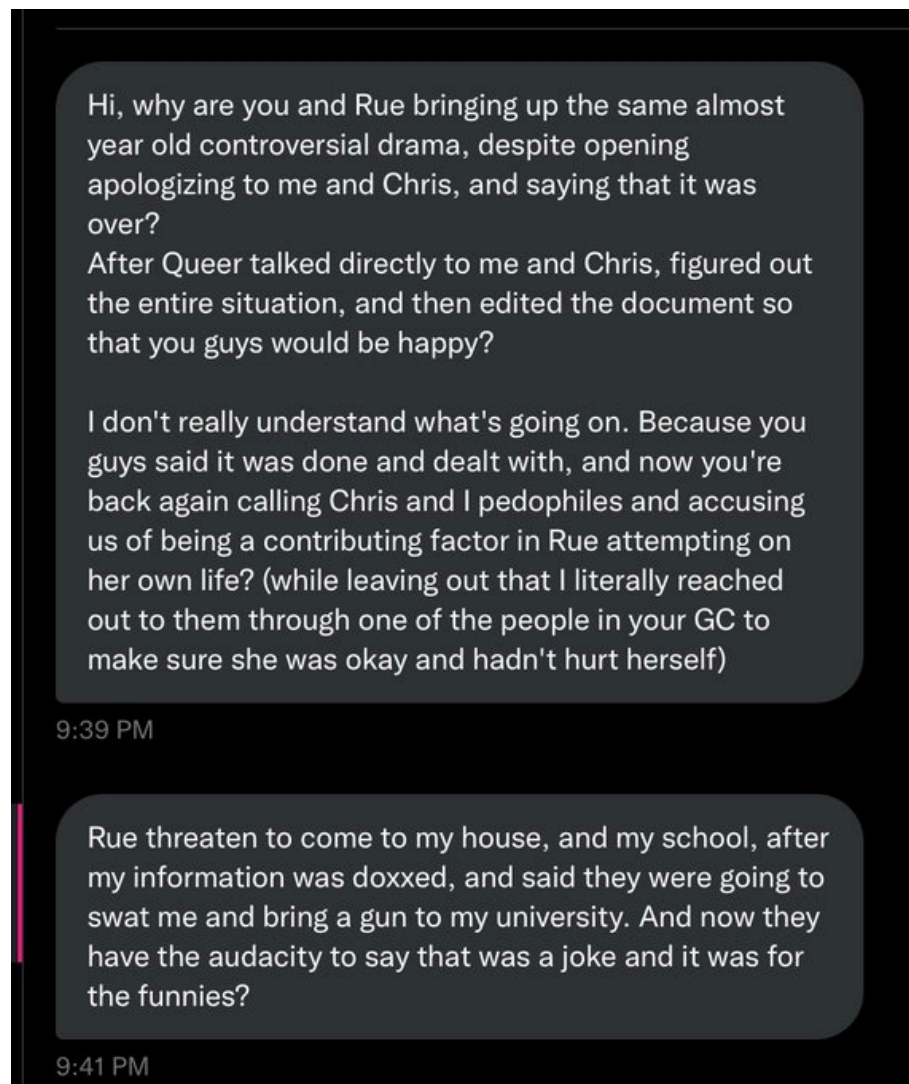 Hi, why are you and Rue bringing up the same almost
year old controversial drama, despite opening
apologizing to me and Chris, and saying that it was
over?
After Queer talked directly to me and Chris, figured out
the entire situation, and then edited the document so
that you guys would be happy?
I don't really understand what's going on. Because you
guys said it was done and dealt with, and now you're
back again calling Chris and I pedophiles and accusing
us of being a contributing factor in Rue attempting on
her own life? (while leaving out that I literally reached
out to them through one of the people in your GC to
make sure she was okay and hadn't hurt herself)
9:39 PM
Rue threaten to come to my house, and my school, after
my information was doxxed, and said they were going to
swat me and bring a gun to my university. And now they
have the audacity to say that was a joke and it was for
the funnies?
9:41 PM